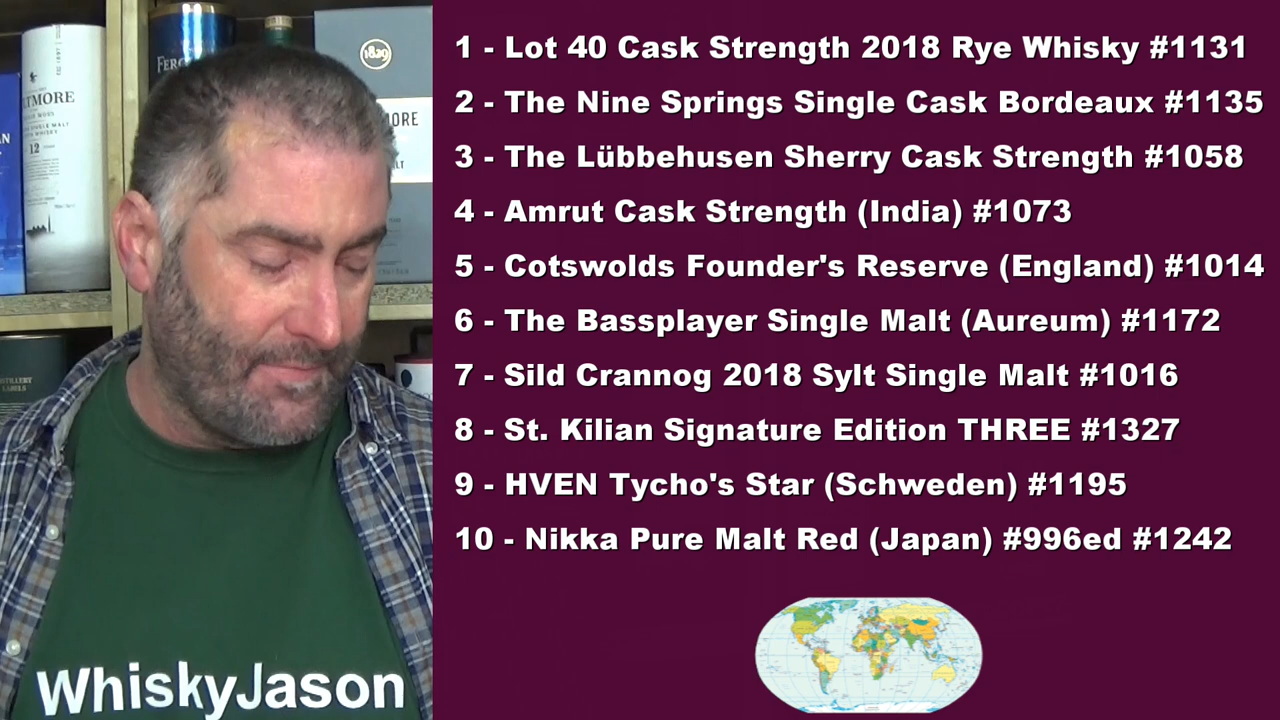 1 - Lot 40 Cask Strength 2018 Rye Whisky #1131
2 - The Nine Springs Single Cask Bordeaux #1135
3 - The Lübbehusen Sherry Cask Strength #1058
4 - Amrut Cask Strength (India) #1073
5 - Cotswolds Founder's Reserve (England) #1014
6 - The Bassplayer Single Malt (Aureum) #1172
7 - Sild Crannog 2018 Sylt Single Malt #1016
8 - St. Kilian Signature Edition THREE #1327
9 - HVEN Tycho's Star (Schweden) #1195
10 - Nikka Pure Malt Red (Japan) #996ed #1242
WhiskyJason
1829
12